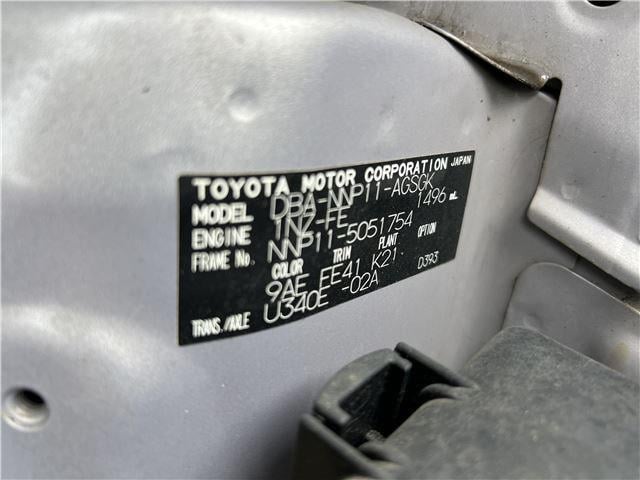 TOYOTA MOTOR CORPORATION JAPAN
MODEL DBA-NNP11-AGSGK
ENGINE 1NZ-FE 1496 mL
FRAME No. NNP11-5051754
COLOR TRIM PLANT OPTION
9AE FE41 K21 D393
TRANS./AXLE U340E -02A